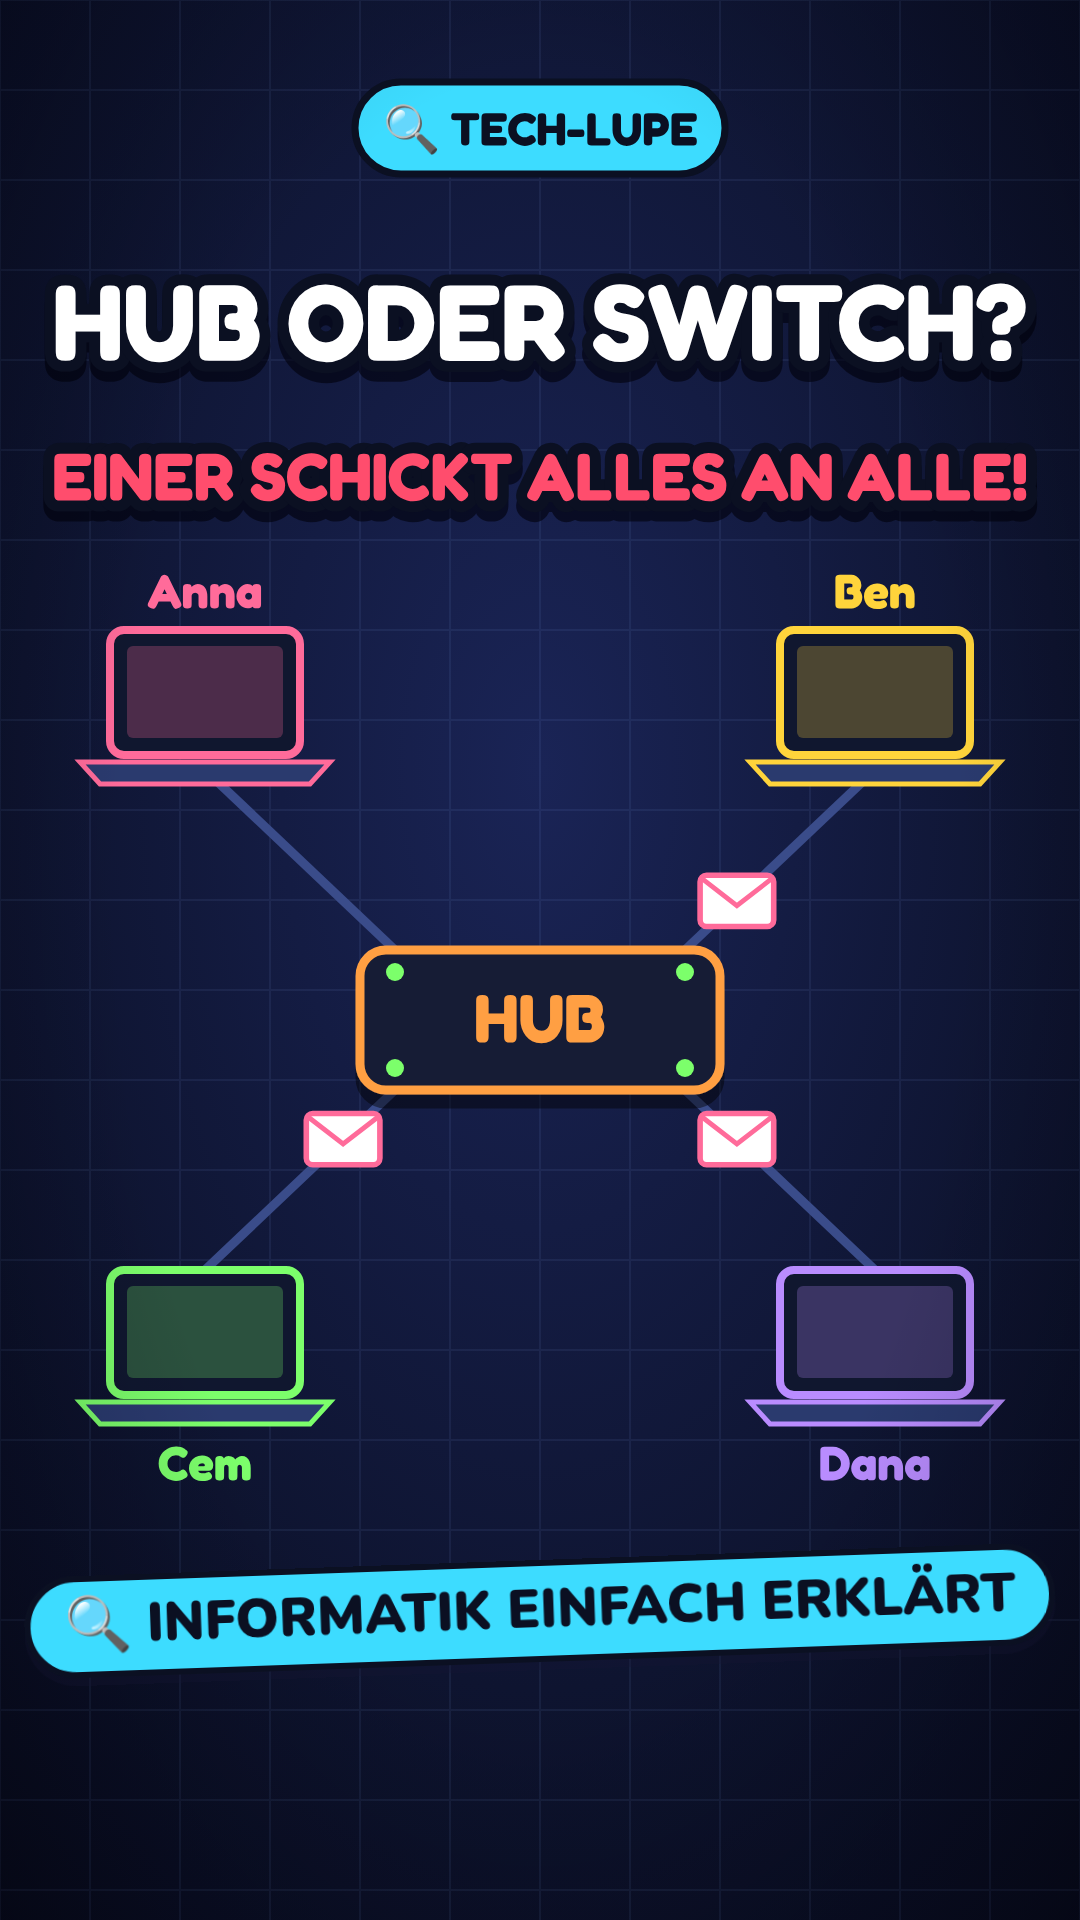 🔍 TECH-LUPE
HUB ODER SWITCH?
EINER SCHICKT ALLES AN ALLE!
Anna
Ben
HUB
Cem
Dana
🔍 INFORMATIK EINFACH ERKLÄRT